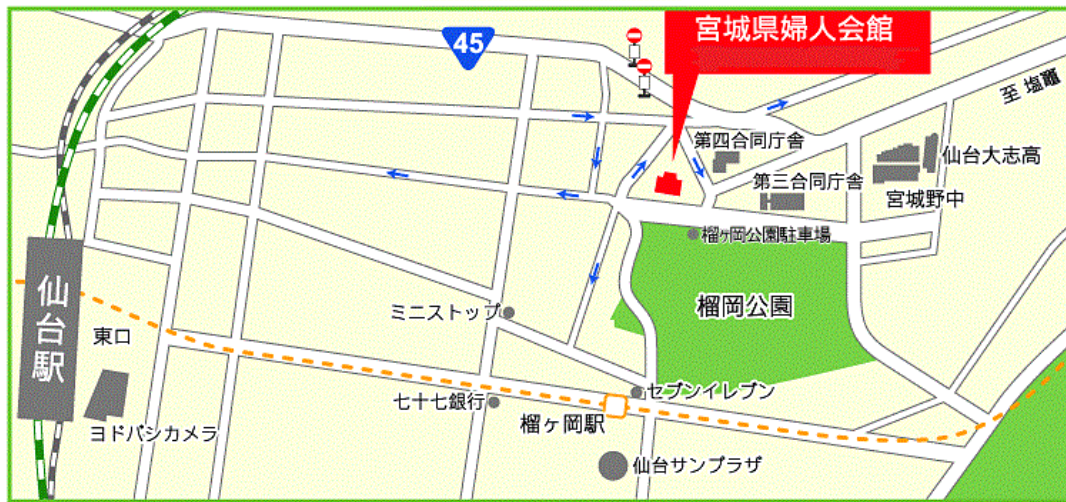 宮城県婦人会館
45
至 塩竈
第四合同庁舎
仙台大志高
第三合同庁舎
宮城野中
榴ヶ岡公園駐車場
榴岡公園
仙台駅
東口
ミニストップ
セブンイレブン
七十七銀行
榴ヶ岡駅
ヨドバシカメラ
仙台サンプラザ